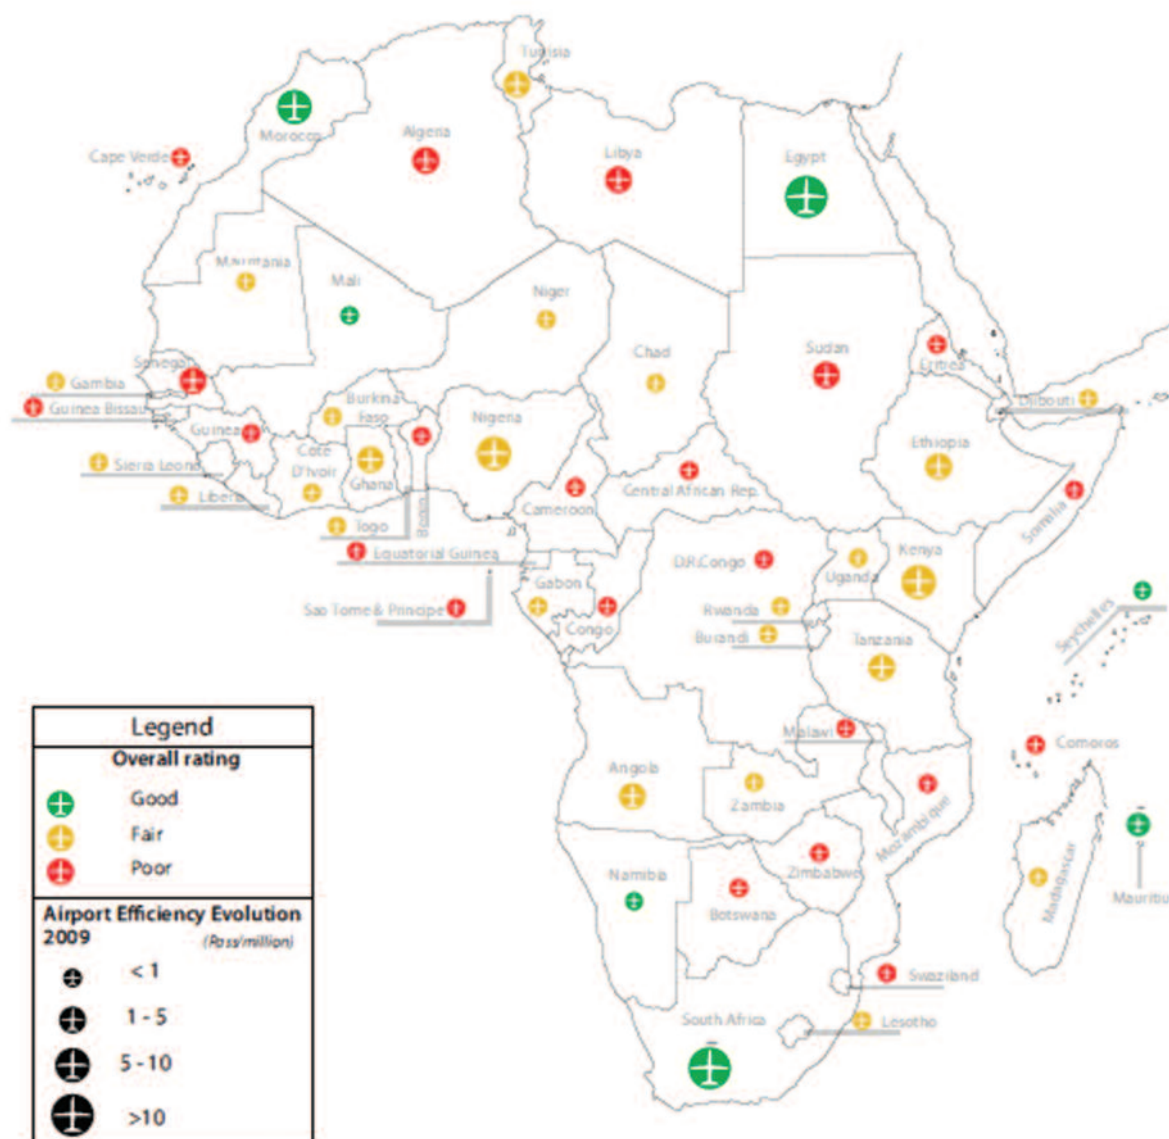 Tunisia
Morocco
Algeria
Libya
Egypt
Cape Verde
Mali
Niger
Chad
Sudan
Eritrea
Senegal
Gambia
Guinea Bissau
Guinea
Burkina
Faso
Nigeria
Djibouti
Ethiopia
Cote
D'Ivoir
Ghana
Sierra Leone
Liberia
Togo
Benin
Cameroon
Central African Rep.
Somalia
Equatorial Guinea
D.R.Congo
Uganda
Kenya
Gabon
Congo
Sao Tome & Principe
Rwanda
Burundi
Tanzania
Seychelles
Malawi
Comoros
Angola
Zambia
Mozambique
Zimbabwe
Namibia
Botswana
Madagascar
Mauritiu
Swaziland
South Africa
Lesotho
Legend
Overall rating
Good
Fair
Poor
Airport Efficiency Evolution
2009 (Pass/million)
< 1
1 - 5
5 - 10
>10